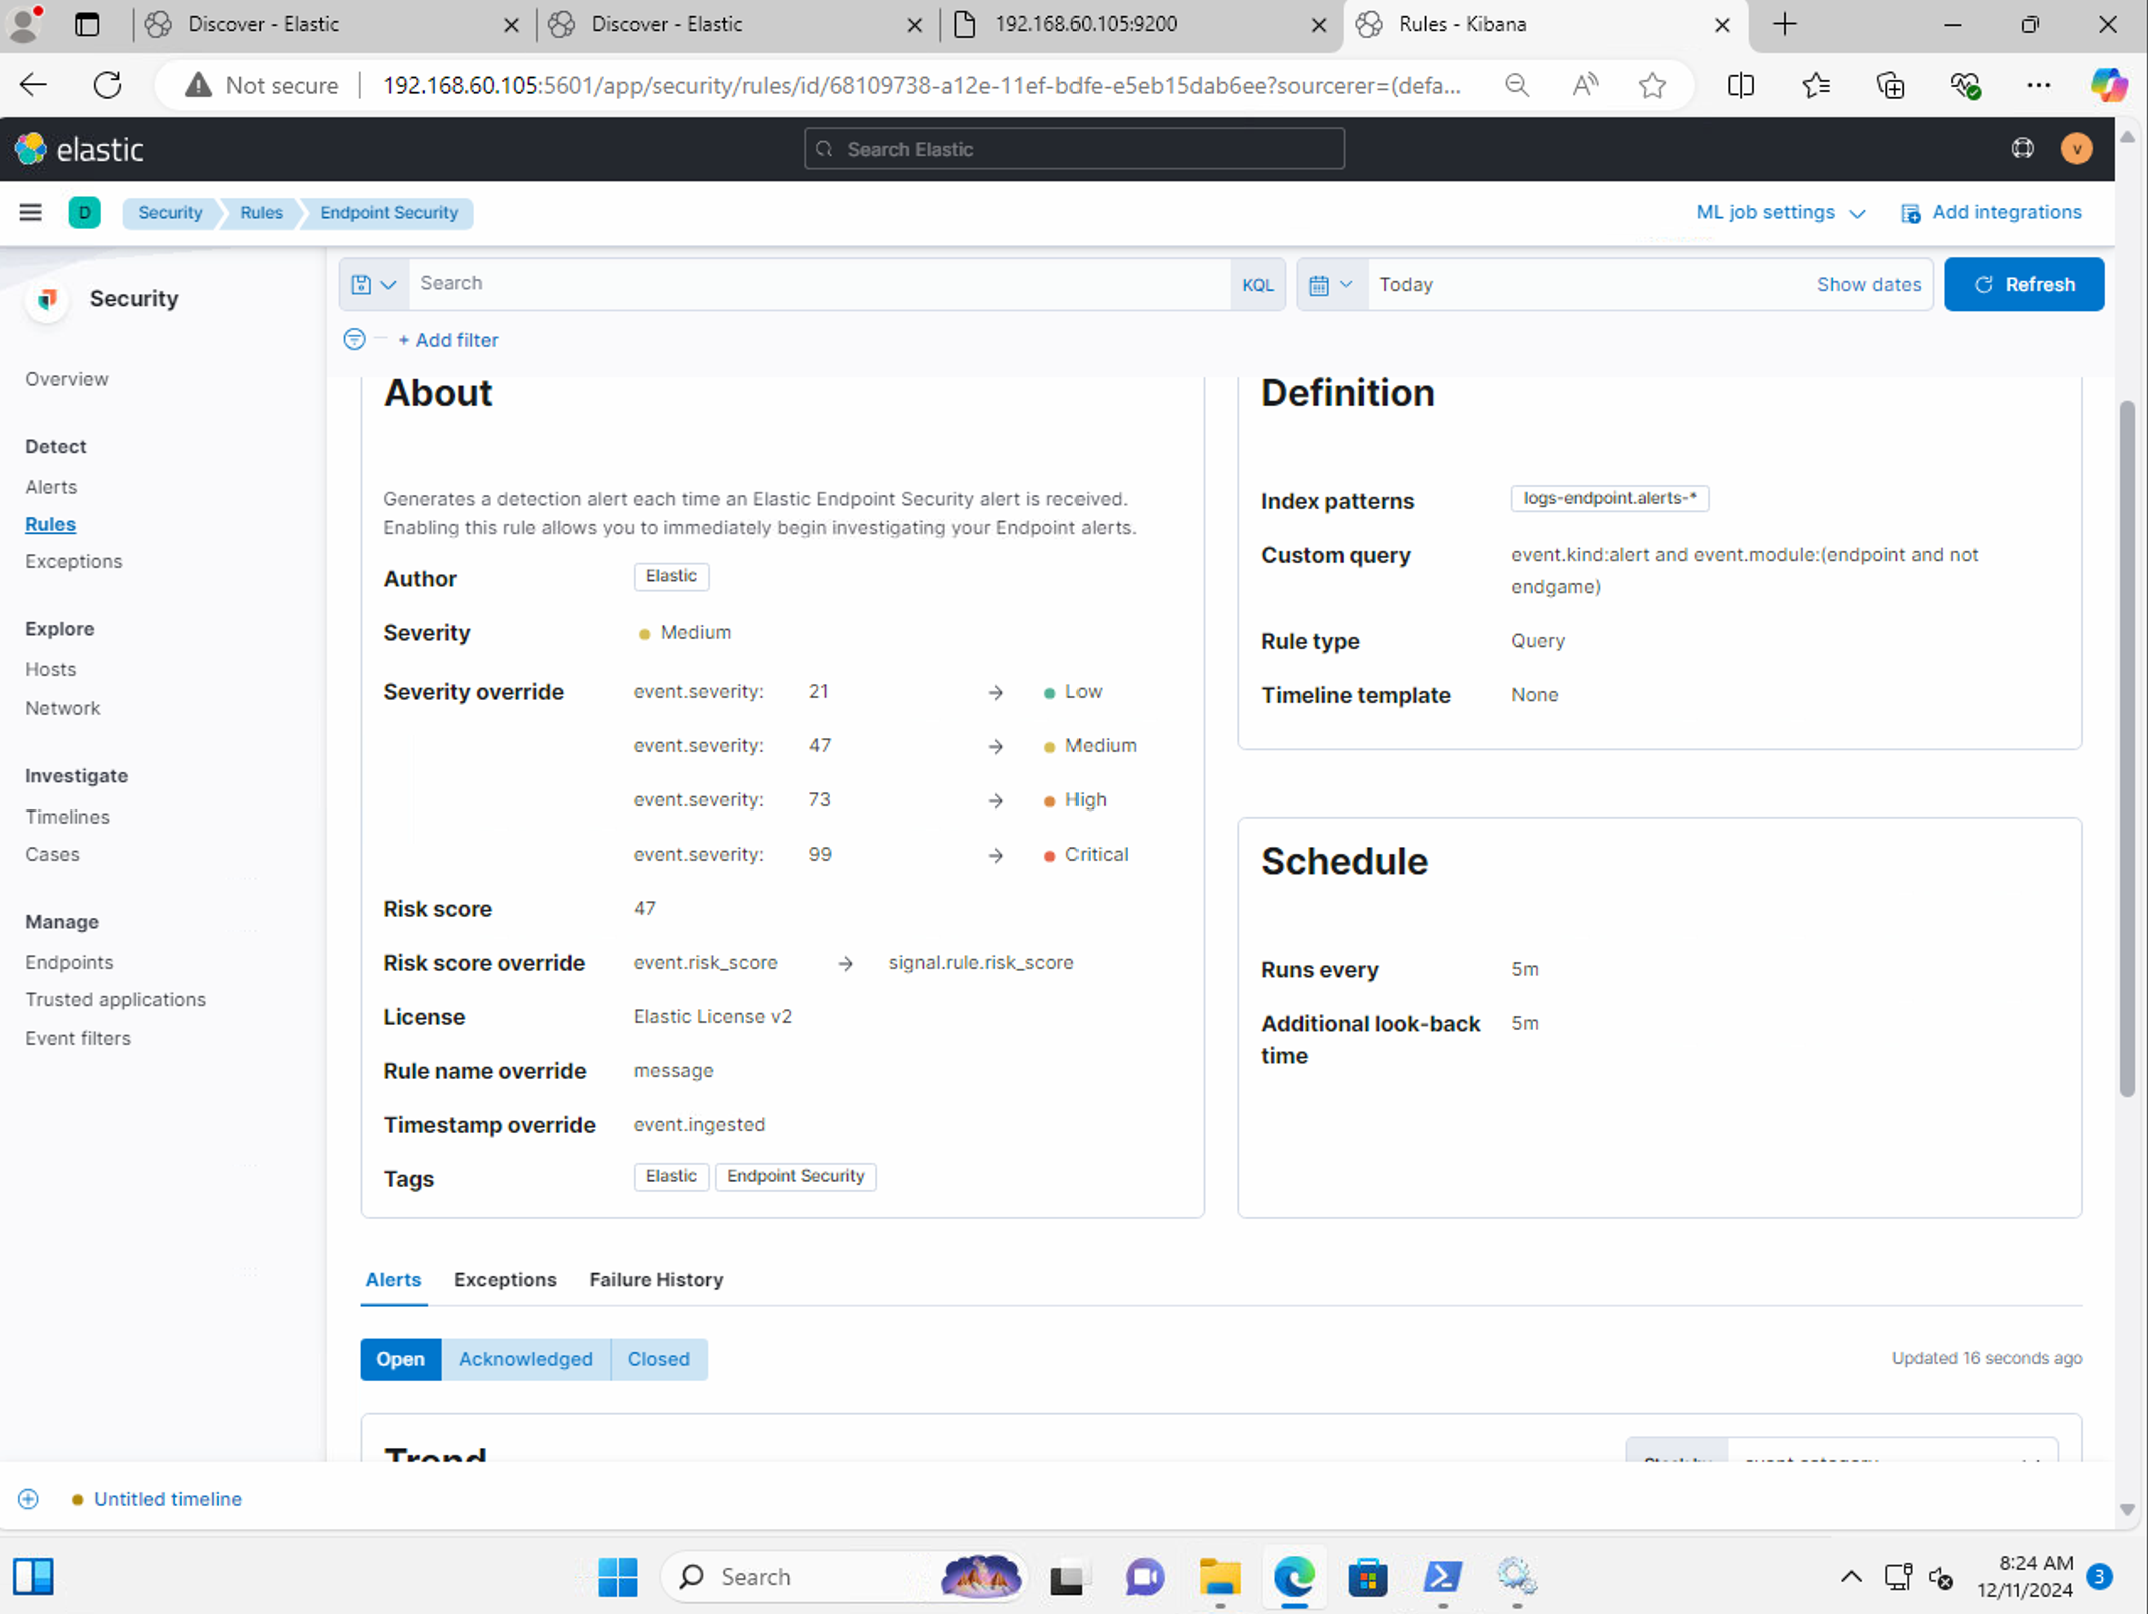 Discover - Elastic
Discover - Elastic
192.168.60.105:9200
Rules - Kibana
Not secure
192.168.60.105:5601/app/security/rules/id/68109738-a12e-11ef-bdfe-e5eb15dab6ee?sourcerer=(defa...
elastic
Search Elastic
v
D
Security
Rules
Endpoint Security
ML job settings
Add integrations
Security
Search
KQL
Today
Show dates
Refresh
+ Add filter
Overview
Detect
Alerts
Rules
Exceptions
Explore
Hosts
Network
Investigate
Timelines
Cases
Manage
Endpoints
Trusted applications
Event filters
About
Generates a detection alert each time an Elastic Endpoint Security alert is received.
Enabling this rule allows you to immediately begin investigating your Endpoint alerts.
Author Elastic
Severity Medium
Severity override event.severity: 21 → Low
event.severity: 47 → Medium
event.severity: 73 → High
event.severity: 99 → Critical
Risk score 47
Risk score override event.risk_score → signal.rule.risk_score
License Elastic License v2
Rule name override message
Timestamp override event.ingested
Tags Elastic Endpoint Security
Definition
Index patterns logs-endpoint.alerts-*
Custom query event.kind:alert and event.module:(endpoint and not
endgame)
Rule type Query
Timeline template None
Schedule
Runs every 5m
Additional look-back 5m
time
Alerts Exceptions Failure History
Open Acknowledged Closed
Updated 16 seconds ago
Trend
Untitled timeline
Search
8:24 AM
12/11/2024
3